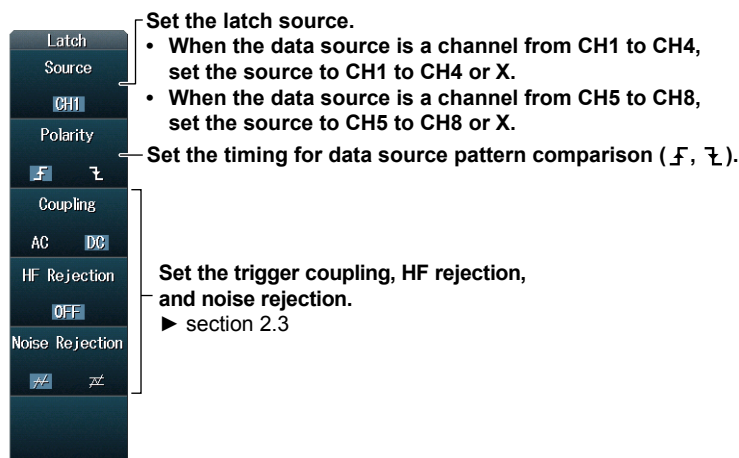 Latch
Source
CH1
Polarity
Coupling
AC DC
HF Rejection
OFF
Noise Rejection
Set the latch source.
• When the data source is a channel from CH1 to CH4,
set the source to CH1 to CH4 or X.
• When the data source is a channel from CH5 to CH8,
set the source to CH5 to CH8 or X.
Set the timing for data source pattern comparison (, ).
Set the trigger coupling, HF rejection,
and noise rejection.
► section 2.3